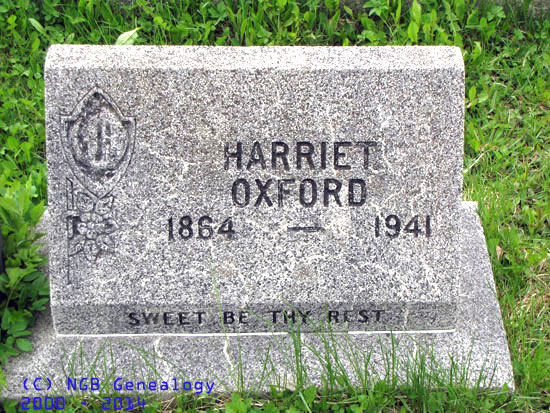 HARRIET
OXFORD
1864 — 1941
SWEET BE THY REST
(C) NGB Genealogy
2000 - 2014